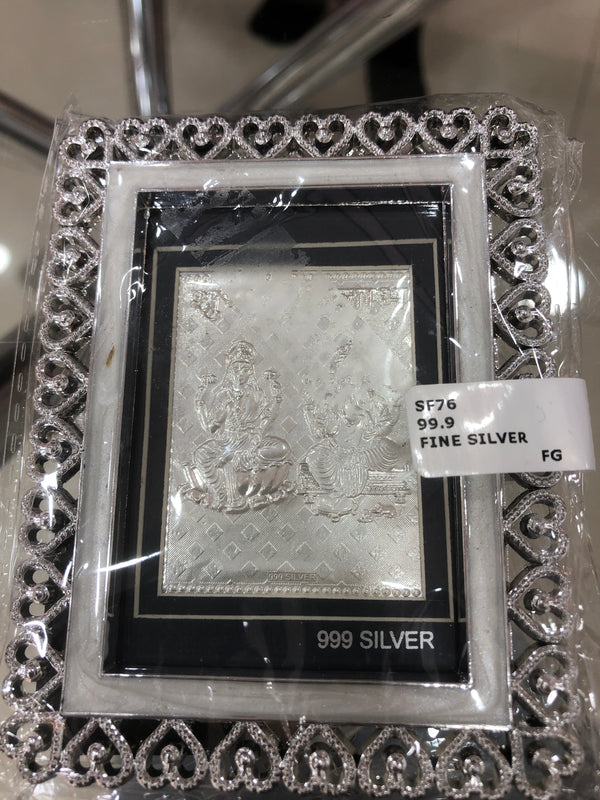 SF76
99.9
FINE SILVER
FG
999 SILVER
999 SILVER